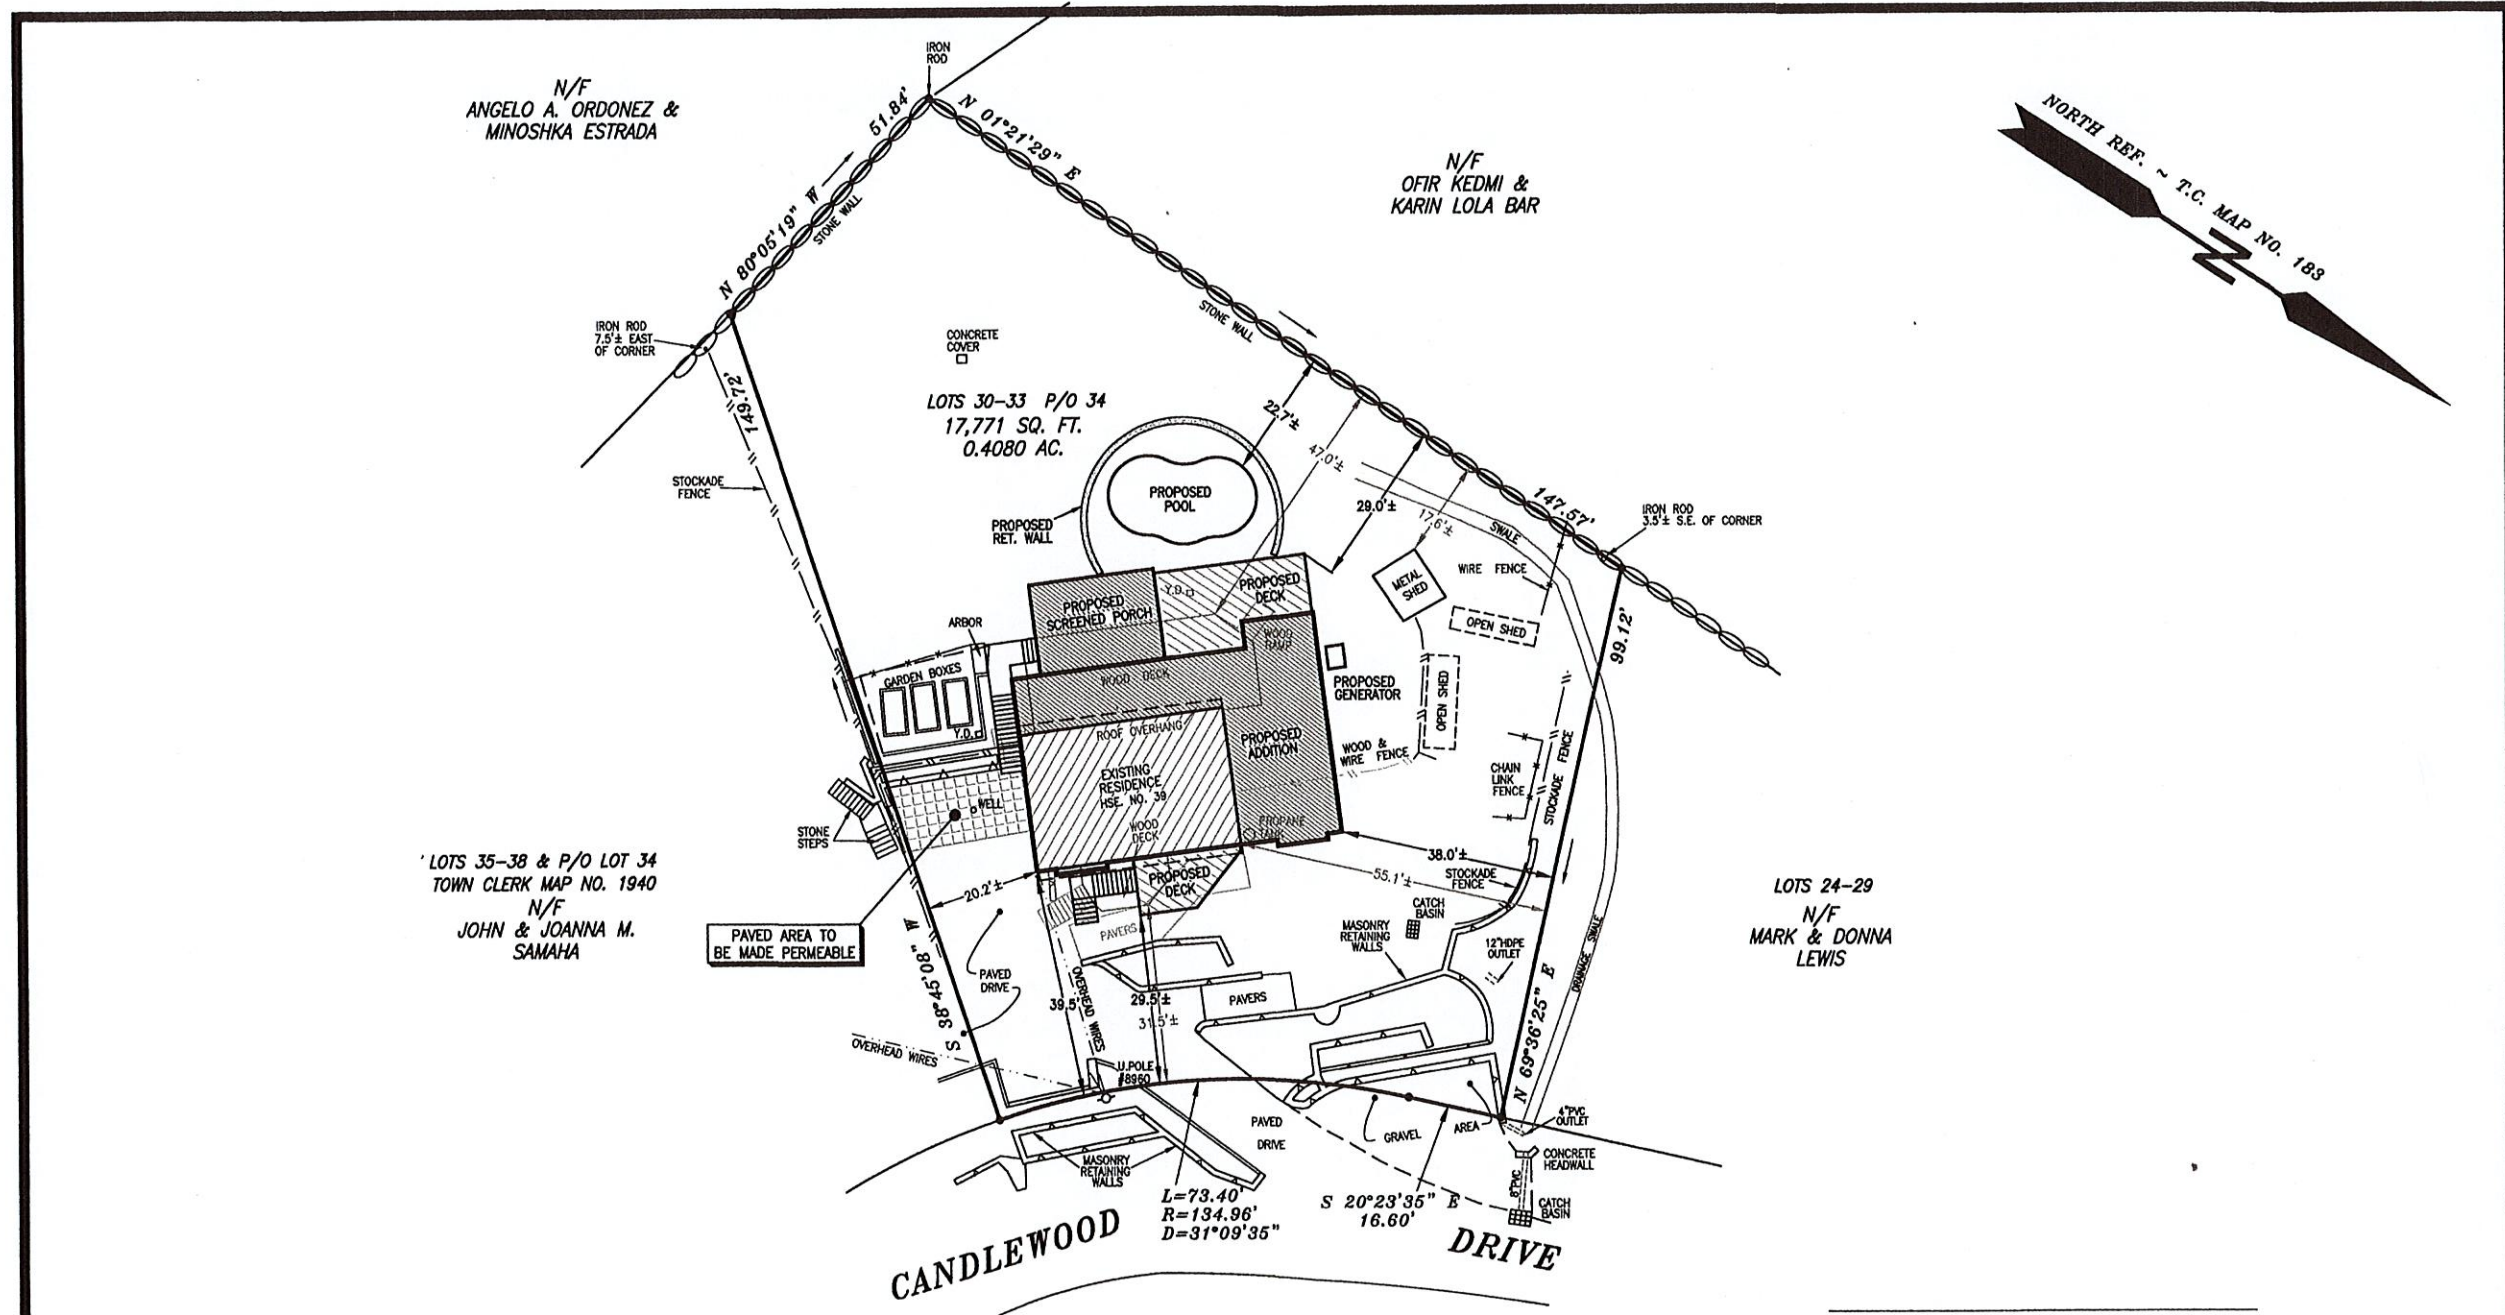 IRON
ROD
N/F
ANGELO A. ORDONEZ &
MINOSHKA ESTRADA
51.84'
N 80°05'19" W
STONE WALL
N 01°21'29" E
N/F
OFIR KEDMI &
KARIN LOLA BAR
NORTH REF. ~ T.C. MAP NO. 183
N
IRON ROD
7.5'± EAST
OF CORNER
CONCRETE
COVER
STONE WALL
149.72'
LOTS 30-33 P/O 34
17,771 SQ. FT.
0.4080 AC.
22.7'±
47.0'±
STOCKADE
FENCE
PROPOSED
POOL
PROPOSED
RET. WALL
29.0'±
17.6'±
147.57'
SWALE
IRON ROD
3.5'± S.E. OF CORNER
WIRE FENCE
METAL
SHED
OPEN SHED
99.12'
PROPOSED
SCREENED PORCH
Y.D.
PROPOSED
DECK
WOOD
RAMP
ARBOR
GARDEN BOXES
Y.D.
WOOD DECK
PROPOSED
GENERATOR
OPEN SHED
ROOF OVERHANG
PROPOSED
ADDITION
WOOD &
WIRE FENCE
EXISTING
RESIDENCE
HSE. NO. 39
WELL
CHAIN
LINK
FENCE
STOCKADE FENCE
STONE
STEPS
WOOD
DECK
PROPANE
TANK
38.0'±
55.1'±
STOCKADE
FENCE
LOTS 35-38 & P/O LOT 34
TOWN CLERK MAP NO. 1940
N/F
JOHN & JOANNA M.
SAMAHA
20.2'±
PROPOSED
DECK
PAVERS
CATCH
BASIN
MASONRY
RETAINING
WALLS
12"HDPE
OUTLET
LOTS 24-29
N/F
MARK & DONNA
LEWIS
PAVED AREA TO
BE MADE PERMEABLE
DRAINAGE SWALE
PAVED
DRIVE
S 38°45'08" W
39.5'
OVERHEAD WIRES
29.5'±
31.5'±
PAVERS
N 69°36'25" E
OVERHEAD WIRES
U.POLE
#8960
PAVED
DRIVE
GRAVEL
AREA
4"PVC
OUTLET
CONCRETE
HEADWALL
8"PVC
CATCH
BASIN
MASONRY
RETAINING
WALLS
L=73.40'
R=134.96'
D=31°09'35"
S 20°23'35" E
16.60'
CANDLEWOOD DRIVE